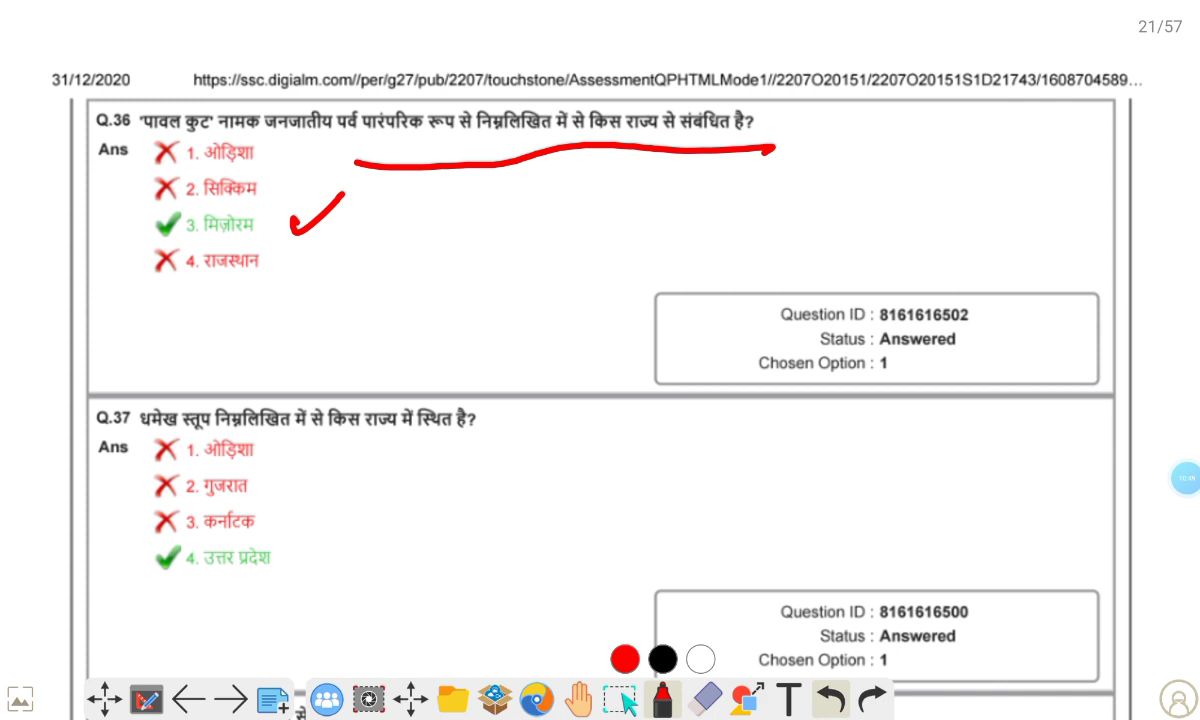 21/57
31/12/2020 https://ssc.digialm.com//per/g27/pub/2207/touchstone/AssessmentQPHTMLMode1//2207O20151/2207O20151S1D21743/1608704589...
Q.36 'पावल कुट' नामक जनजातीय पर्व पारंपरिक रूप से निम्नलिखित में से किस राज्य से संबंधित है?
Ans 1. ओड़िशा
2. सिक्किम
3. मिज़ोरम
4. राजस्थान
Question ID : 8161616502
Status : Answered
Chosen Option : 1
Q.37 धमेख स्तूप निम्नलिखित में से किस राज्य में स्थित है?
Ans 1. ओड़िशा
2. गुजरात
3. कर्नाटक
4. उत्तर प्रदेश
Question ID : 8161616500
Status : Answered
Chosen Option : 1
T